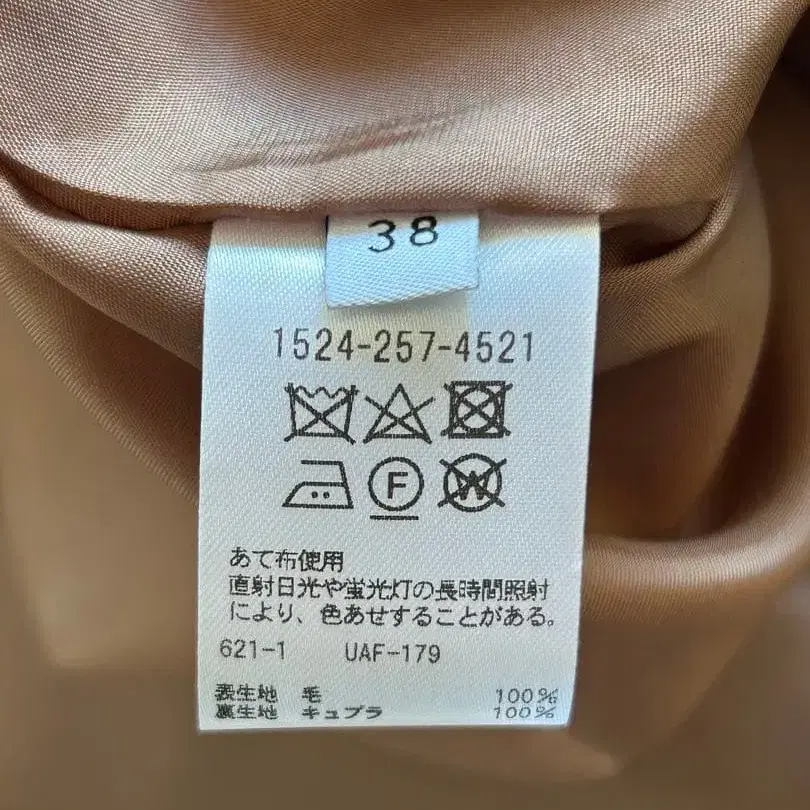 38
1524-257-4521
F W
あて布使用
直射日光や蛍光灯の長時間照射
により、色あせすることがある。
621-1 UAF-179
表生地 毛 100%
裏生地 キュプラ 100%